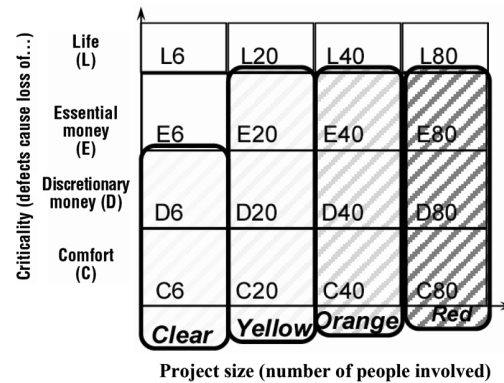 Criticality (defects cause loss of...)
Life
(L)
L6 L20 L40 L80
Essential
money
(E)
E6 E20 E40 E80
Discretionary
money (D)
D6 D20 D40 D80
Comfort
(C)
C6 C20 C40 C80
Clear Yellow Orange Red
Project size (number of people involved)